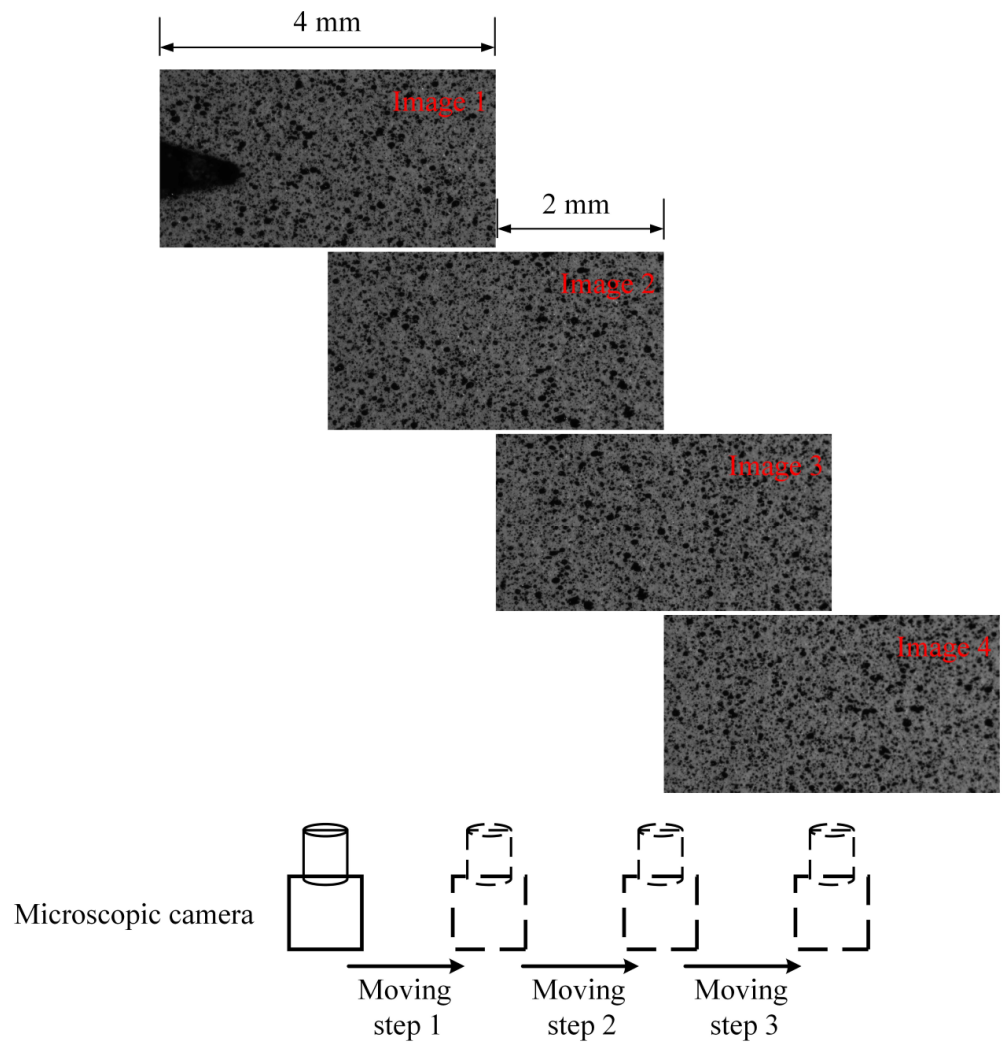 4 mm
Image 1
2 mm
Image 2
Image 3
Image 4
Microscopic camera
Moving
step 1
Moving
step 2
Moving
step 3